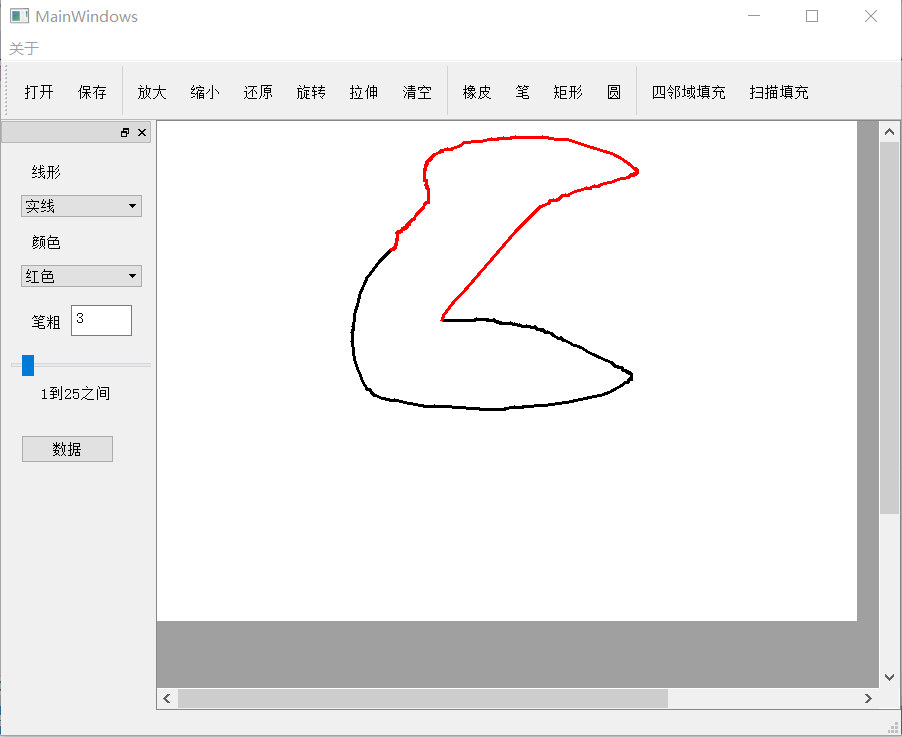 MainWindows
关于
打开 保存 放大 缩小 还原 旋转 拉伸 清空 橡皮 笔 矩形 圆 四邻域填充 扫描填充
线形
实线
颜色
红色
笔粗 3
1到25之间
数据